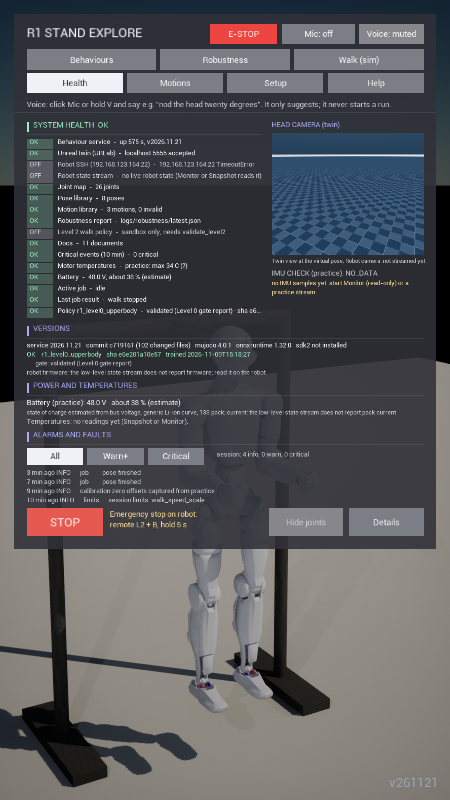 R1 STAND EXPLORE
E-STOP
Mic: off
Voice: muted
Behaviours
Robustness
Walk (sim)
Health
Motions
Setup
Help
Voice: click Mic or hold V and say e.g. "nod the head twenty degrees". It only suggests; it never starts a run.
SYSTEM HEALTH OK
OK Behaviour service - up 575 s, v2026.11.21
OK Unreal twin (URLab) - localhost 5555 accepted
OFF Robot SSH (192.168.123.164:22) - 192.168.123.164:22 TimeoutError
OFF Robot state stream - no live robot state (Monitor or Snapshot reads it)
OK Joint map - 26 joints
OK Pose library - 8 poses
OK Motion library - 3 motions, 0 invalid
OK Robustness report - logs/robustness/latest.json
OFF Level 2 walk policy - sandbox only, needs validate_level2
OK Docs - 11 documents
OK Critical events (10 min) - 0 critical
OK Motor temperatures - practice: max 34 C (?)
OK Battery - 48.0 V, about 38 % (estimate)
OK Active job - idle
OK Last job result - walk stopped
OK Policy r1_level0_upperbody - validated (Level 0 gate report) · sha e6...
HEAD CAMERA (twin)
Twin view at the virtual pose. Robot camera: not streamed yet.
IMU CHECK (practice): NO_DATA
no IMU samples yet: start Monitor (read-only) or a
practice stream
VERSIONS
service 2026.11.21 commit c719161 (102 changed files) mujoco 4.0.1 onnxruntime 1.32.0 sdk2 not installed
OK r1_level0_upperbody sha e6e201a10e57 trained 2026-11-09T15:18:27
gate: validated (Level 0 gate report)
robot firmware: the low-level state stream does not report firmware; read it on the robot
POWER AND TEMPERATURES
Battery (practice): 48.0 V about 38 % (estimate)
state of charge estimated from bus voltage, generic Li-ion curve, 13S pack; current: the low-level state stream does not report pack current
Temperatures: no readings yet (Snapshot or Monitor).
ALARMS AND FAULTS
All
Warn+
Critical
session: 4 info, 0 warn, 0 critical
3 min ago INFO job pose finished
7 min ago INFO job pose finished
9 min ago INFO calibration zero offsets captured from practice
10 min ago INFO limits session limits: walk_speed_scale
STOP
Emergency stop on robot:
remote L2 + B, hold 5 s
Hide joints
Details
v261121